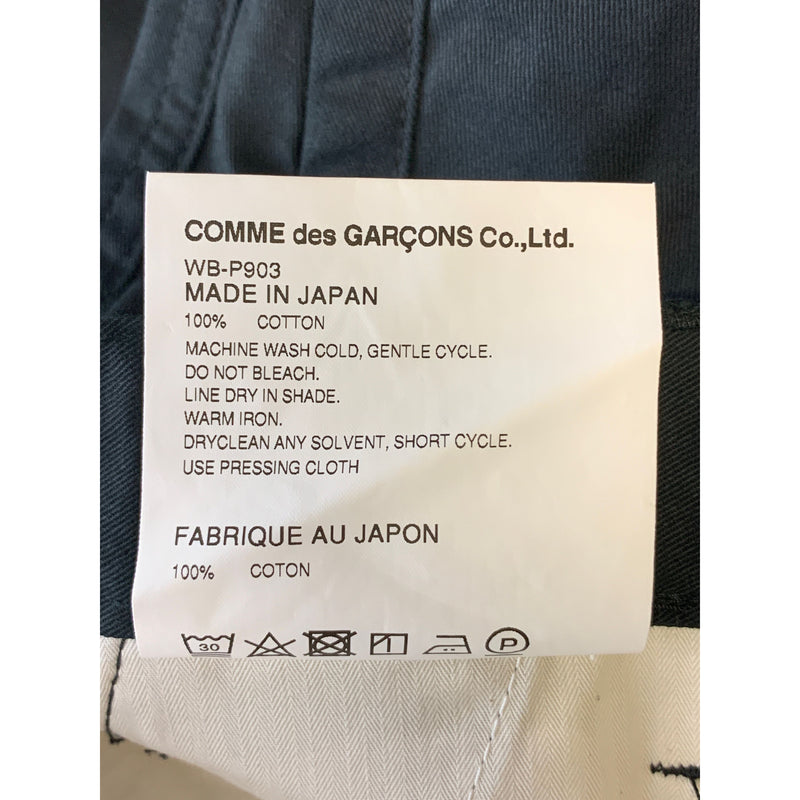 COMME des GARÇONS Co.,Ltd.
WB-P903
MADE IN JAPAN
100% COTTON
MACHINE WASH COLD, GENTLE CYCLE.
DO NOT BLEACH.
LINE DRY IN SHADE.
WARM IRON.
DRYCLEAN ANY SOLVENT, SHORT CYCLE.
USE PRESSING CLOTH
FABRIQUE AU JAPON
100% COTON
30 P